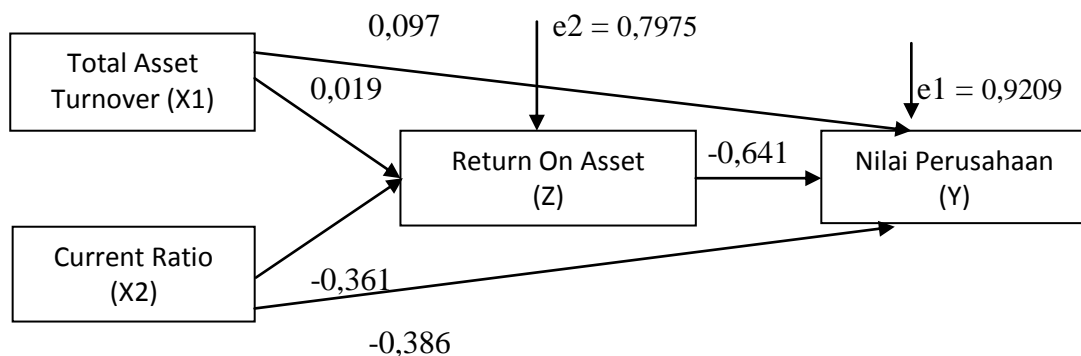 0,097
e2 = 0,7975
Total Asset
Turnover (X1)
0,019
e1 = 0,9209
Return On Asset
(Z)
-0,641
Nilai Perusahaan
(Y)
Current Ratio
(X2)
-0,361
-0,386